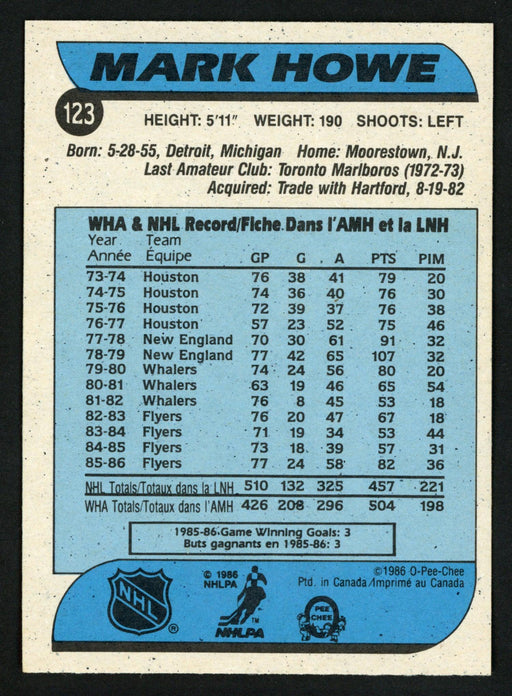 MARK HOWE
123
HEIGHT: 5'11" WEIGHT: 190 SHOOTS: LEFT
Born: 5-28-55, Detroit, Michigan Home: Moorestown, N.J.
Last Amateur Club: Toronto Marlboros (1972-73)
Acquired: Trade with Hartford, 8-19-82
WHA & NHL Record/Fiche Dans l'AMH et la LNH
Year Team
Année Équipe GP G A PTS PIM
73-74 Houston 76 38 41 79 20
74-75 Houston 74 36 40 76 30
75-76 Houston 72 39 37 76 38
76-77 Houston 57 23 52 75 46
77-78 New England 70 30 61 91 32
78-79 New England 77 42 65 107 32
79-80 Whalers 74 24 56 80 20
80-81 Whalers 63 19 46 65 54
81-82 Whalers 76 8 45 53 18
82-83 Flyers 76 20 47 67 18
83-84 Flyers 71 19 34 53 44
84-85 Flyers 73 18 39 57 31
85-86 Flyers 77 24 58 82 36
NHL Totals/Totaux dans la LNH 510 132 325 457 221
WHA Totals/Totaux dans l'AMH 426 208 296 504 198
1985-86 Game Winning Goals: 3
Buts gagnants en 1985-86: 3
NHL ®
© 1986
NHLPA
NHLPA ™
O PEE CHEE
©1986 O-Pee-Chee
Ptd. in Canada/Imprimé au Canada